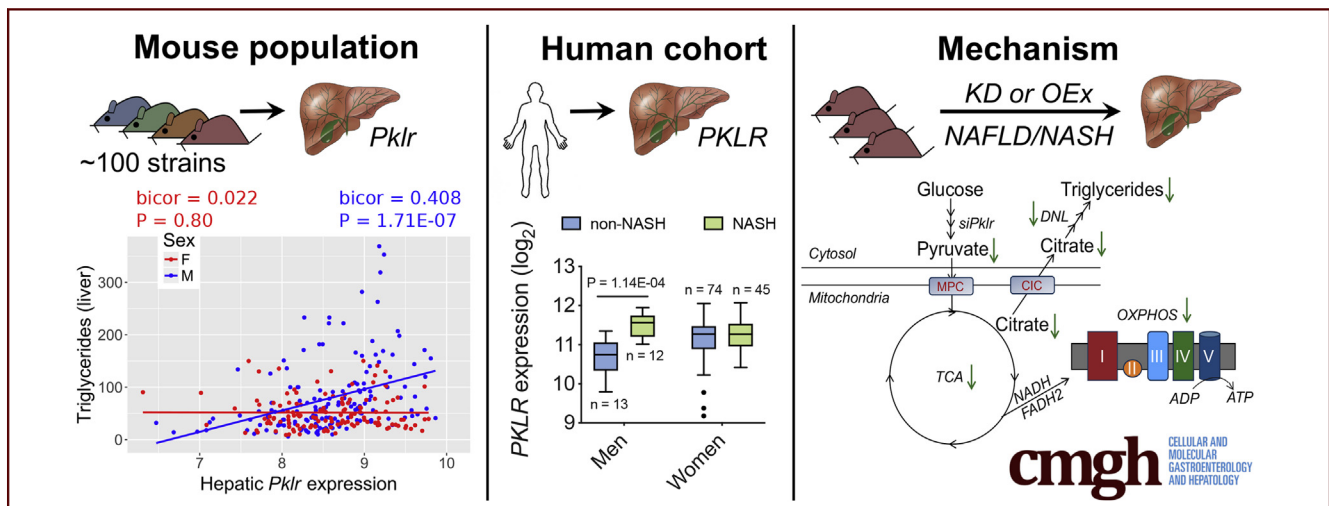 Mouse population
Pklr
~100 strains
bicor = 0.022
P = 0.80
bicor = 0.408
P = 1.71E-07
Sex
F
M
Triglycerides (liver)
300
200
100
0
7
8
9
10
Hepatic Pklr expression
Human cohort
PKLR
non-NASH
NASH
PKLR expression (log2)
13
12
11
10
9
P = 1.14E-04
n = 13
n = 12
n = 74
n = 45
Men
Women
Mechanism
KD or OEx
NAFLD/NASH
Glucose
siPklr
Pyruvate
Triglycerides
DNL
Citrate
Cytosol
Mitochondria
MPC
CIC
Citrate
OXPHOS
TCA
NADH
FADH2
I
II
III
IV
V
ADP
ATP
cmgh
CELLULAR AND
MOLECULAR
GASTROENTEROLOGY
AND HEPATOLOGY